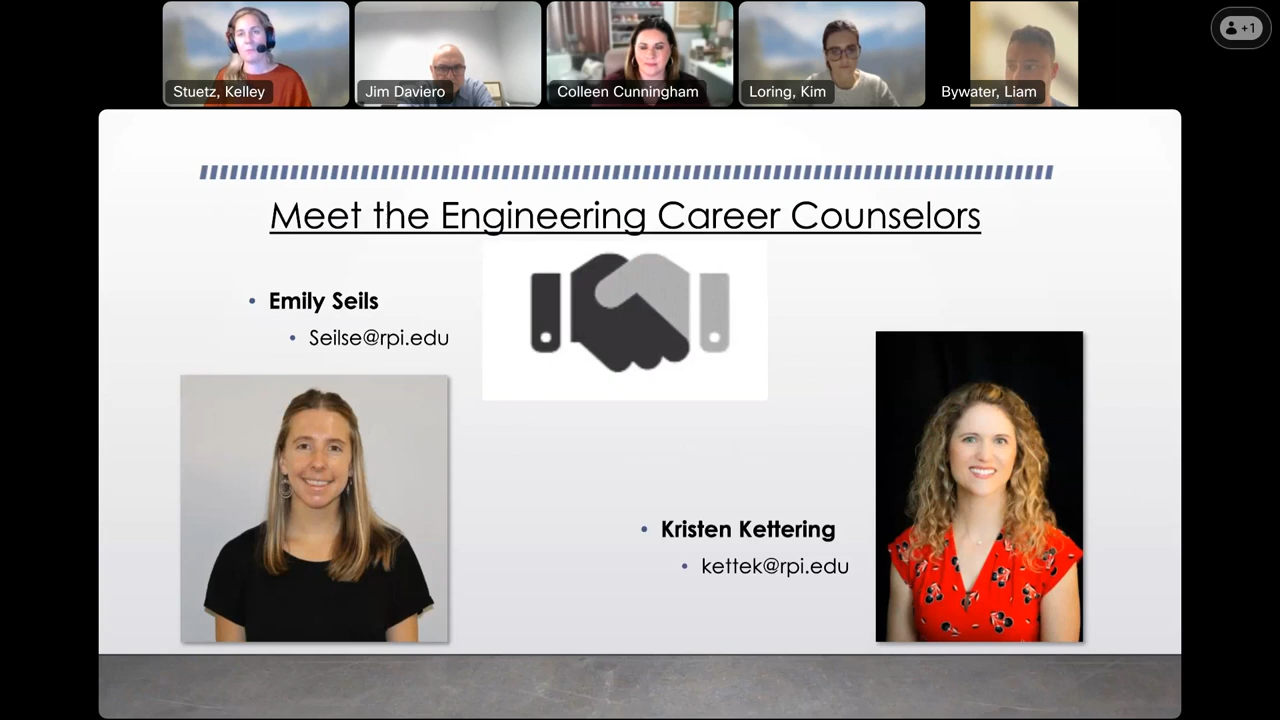 Stuetz, Kelley
Jim Daviero
Colleen Cunningham
Loring, Kim
Bywater, Liam
+1
Meet the Engineering Career Counselors
• Emily Seils
• Seilse@rpi.edu
• Kristen Kettering
• kettek@rpi.edu